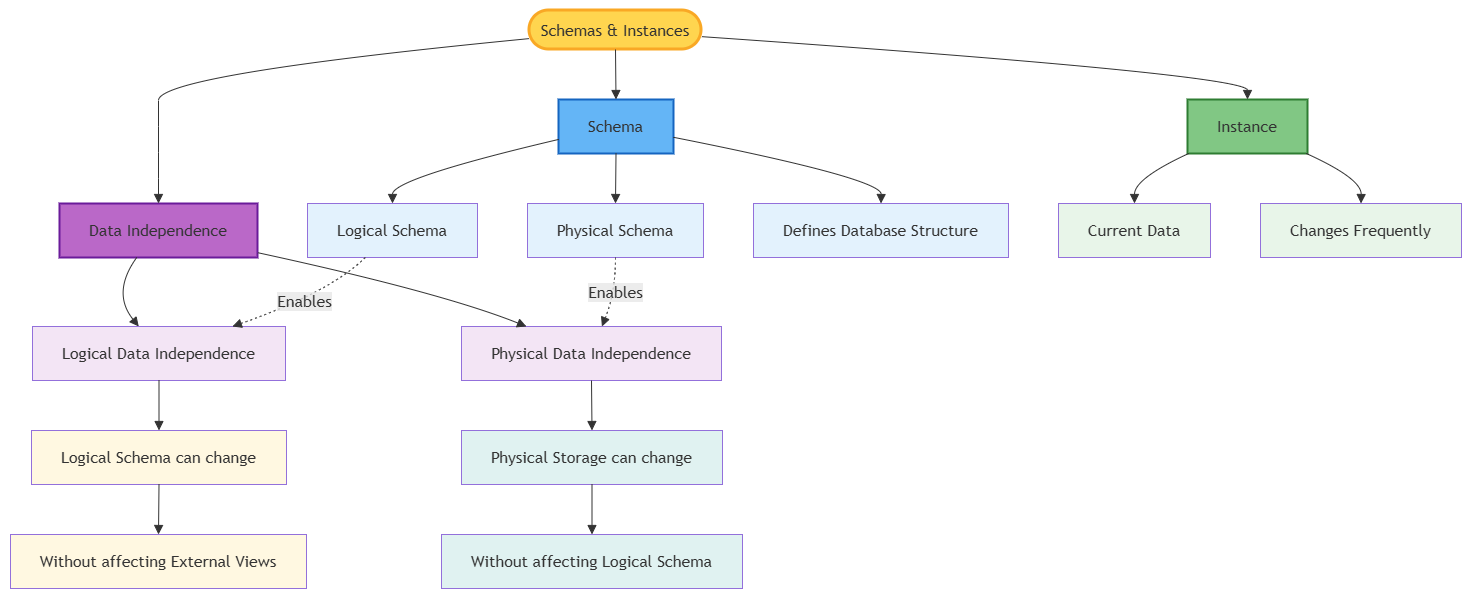 Schemas & Instances
Schema
Instance
Data Independence
Logical Schema
Physical Schema
Defines Database Structure
Current Data
Changes Frequently
Enables
Enables
Logical Data Independence
Physical Data Independence
Logical Schema can change
Physical Storage can change
Without affecting External Views
Without affecting Logical Schema